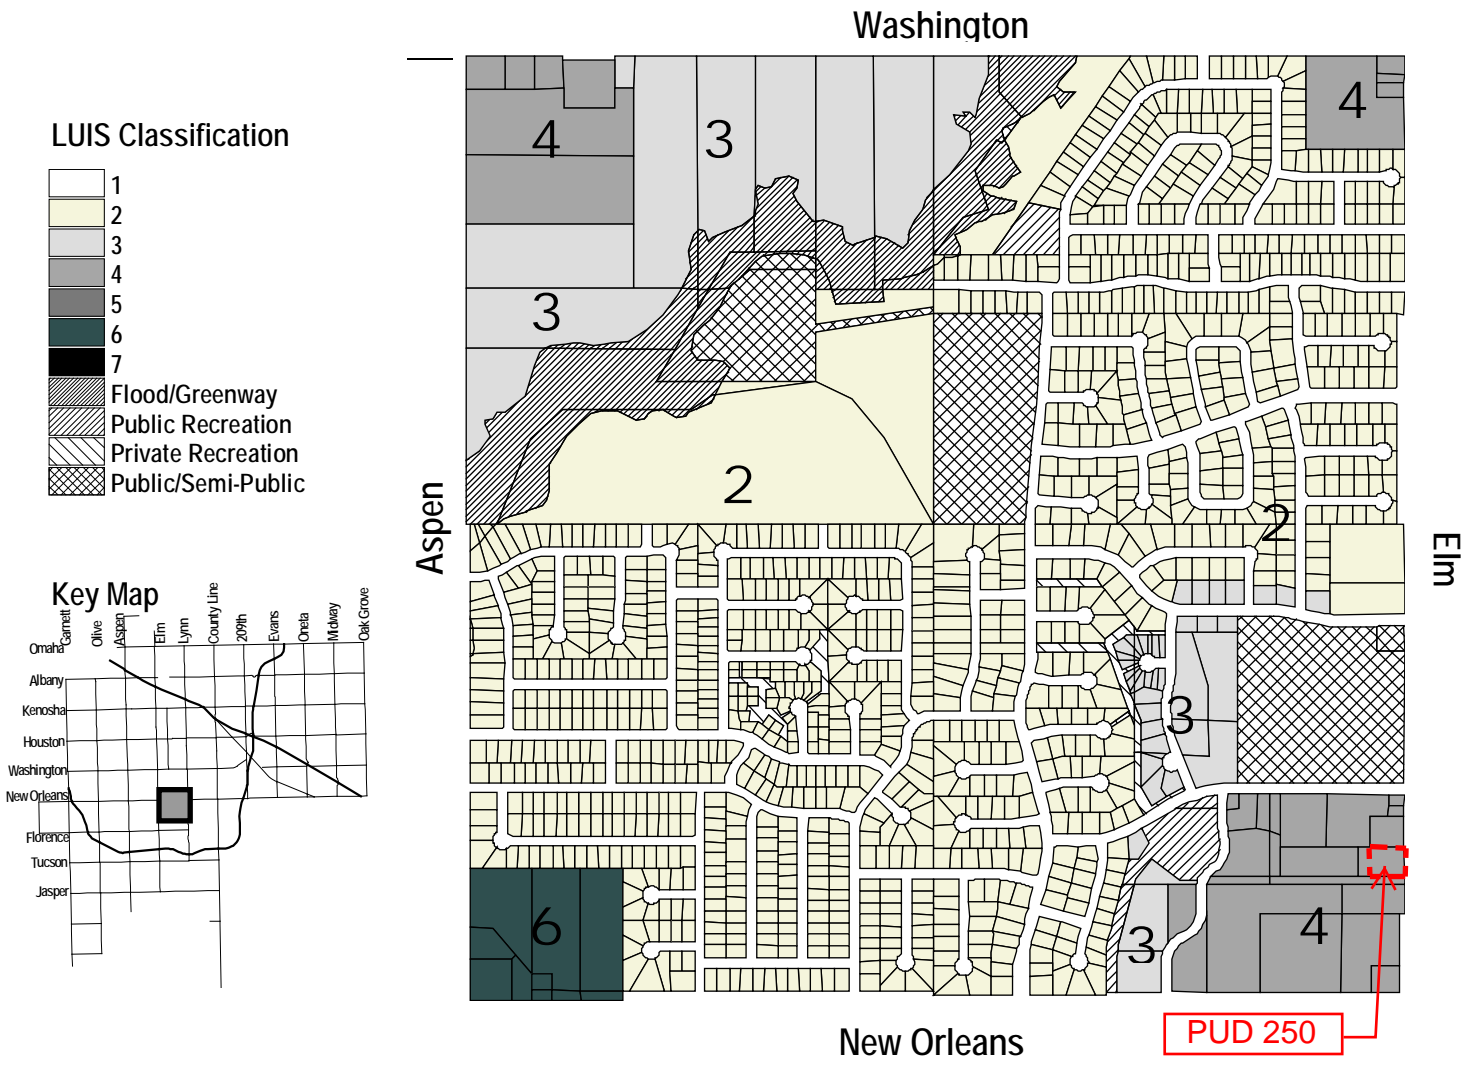 Washington
LUIS Classification
1
2
3
4
5
6
7
Flood/Greenway
Public Recreation
Private Recreation
Public/Semi-Public
4
3
4
3
2
2
3
6
3
4
Aspen
Elm
New Orleans
PUD 250
Key Map
Garnett
Olive
Aspen
Elm
Lynn
County Line
209th
Evans
Oneta
Midway
Oak Grove
Omaha
Albany
Kenosha
Houston
Washington
New Orleans
Florence
Tucson
Jasper